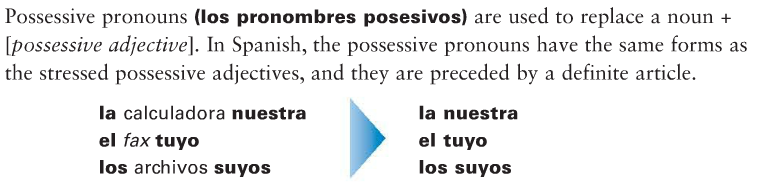 Possessive pronouns (los pronombres posesivos) are used to replace a noun +
[possessive adjective]. In Spanish, the possessive pronouns have the same forms as
the stressed possessive adjectives, and they are preceded by a definite article.
la calculadora nuestra la nuestra
el fax tuyo el tuyo
los archivos suyos los suyos